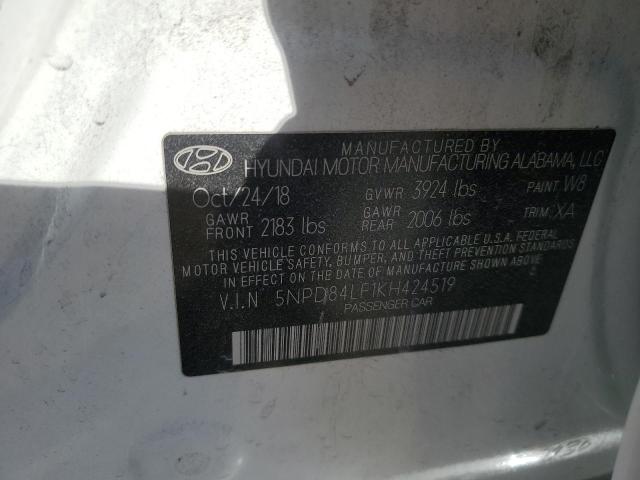 MANUFACTURED BY
HYUNDAI MOTOR MANUFACTURING ALABAMA, LLC
Oct/24/18 GVWR 3924 lbs PAINT W8
GAWR FRONT 2183 lbs GAWR REAR 2006 lbs TRIM XA
THIS VEHICLE CONFORMS TO ALL APPLICABLE U.S.A. FEDERAL
MOTOR VEHICLE SAFETY, BUMPER, AND THEFT PREVENTION STANDARDS
IN EFFECT ON THE DATE OF MANUFACTURE SHOWN ABOVE.
V.I.N 5NPD84LF1KH424519
PASSENGER CAR